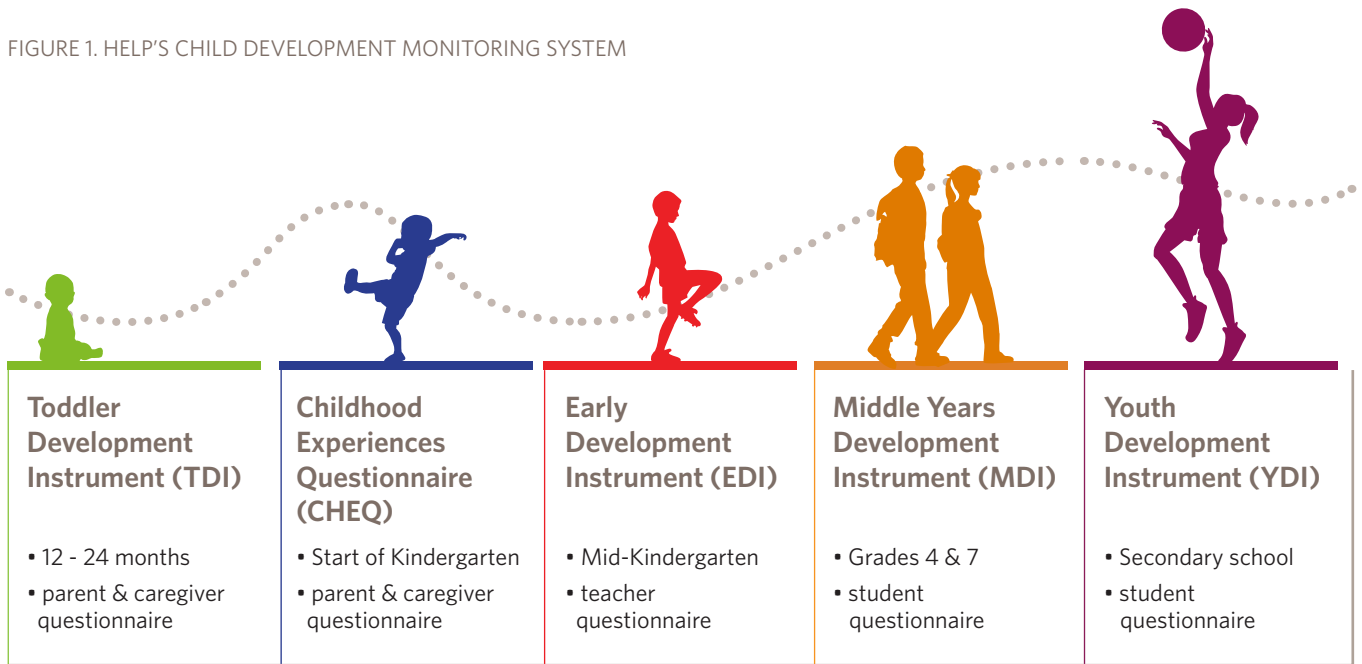 FIGURE 1. HELP'S CHILD DEVELOPMENT MONITORING SYSTEM
Toddler
Development
Instrument (TDI)
• 12 - 24 months
• parent & caregiver
questionnaire
Childhood
Experiences
Questionnaire
(CHEQ)
• Start of Kindergarten
• parent & caregiver
questionnaire
Early
Development
Instrument (EDI)
• Mid-Kindergarten
• teacher
questionnaire
Middle Years
Development
Instrument (MDI)
• Grades 4 & 7
• student
questionnaire
Youth
Development
Instrument (YDI)
• Secondary school
• student
questionnaire